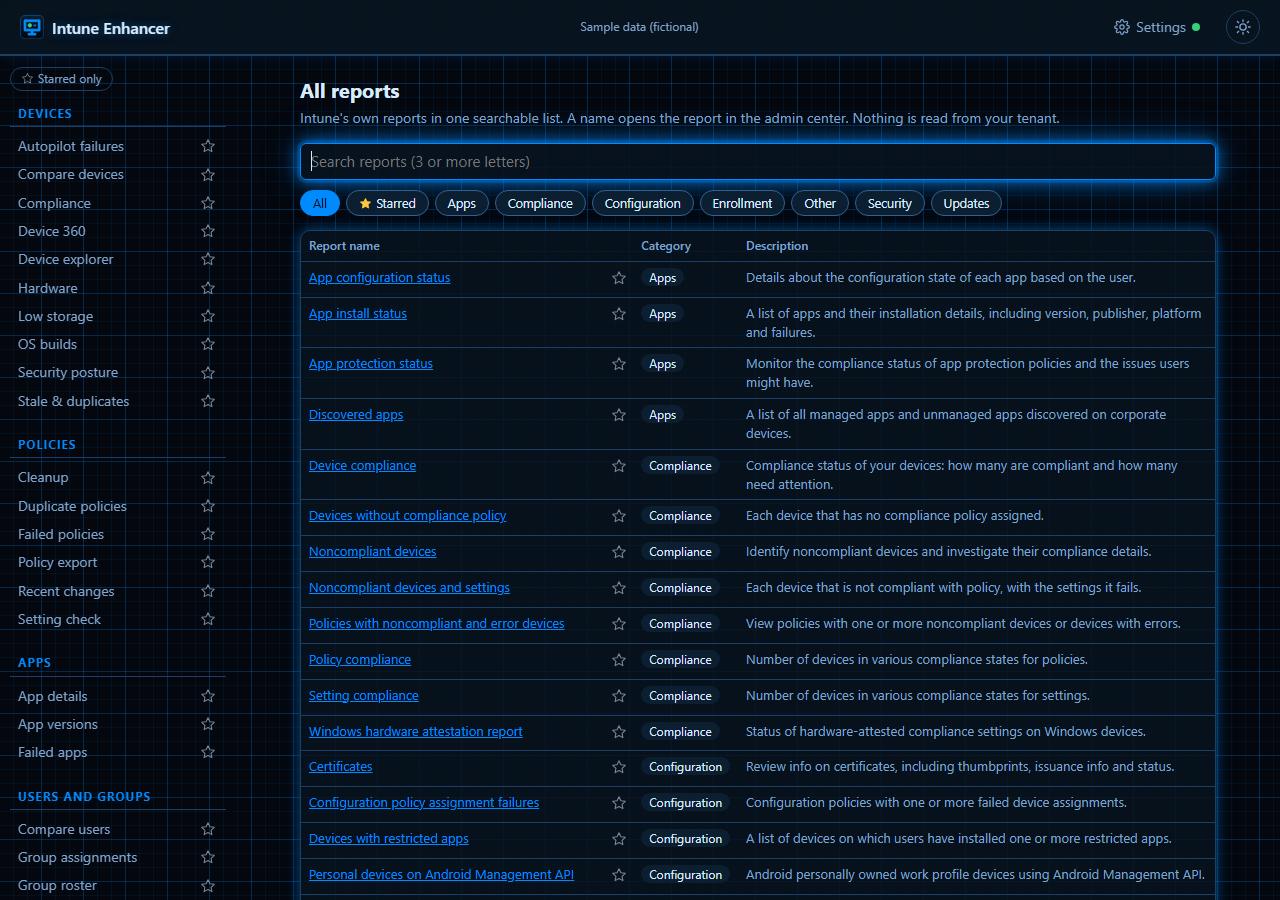 Intune Enhancer
Sample data (fictional)
Settings
Starred only
DEVICES
Autopilot failures
Compare devices
Compliance
Device 360
Device explorer
Hardware
Low storage
OS builds
Security posture
Stale & duplicates
POLICIES
Cleanup
Duplicate policies
Failed policies
Policy export
Recent changes
Setting check
APPS
App details
App versions
Failed apps
USERS AND GROUPS
Compare users
Group assignments
Group roster
All reports
Intune's own reports in one searchable list. A name opens the report in the admin center. Nothing is read from your tenant.
Search reports (3 or more letters)
All Starred Apps Compliance Configuration Enrollment Other Security Updates
Report name Category Description
App configuration status Apps Details about the configuration state of each app based on the user.
App install status Apps A list of apps and their installation details, including version, publisher, platform
and failures.
App protection status Apps Monitor the compliance status of app protection policies and the issues users
might have.
Discovered apps Apps A list of all managed apps and unmanaged apps discovered on corporate
devices.
Device compliance Compliance Compliance status of your devices: how many are compliant and how many
need attention.
Devices without compliance policy Compliance Each device that has no compliance policy assigned.
Noncompliant devices Compliance Identify noncompliant devices and investigate their compliance details.
Noncompliant devices and settings Compliance Each device that is not compliant with policy, with the settings it fails.
Policies with noncompliant and error devices Compliance View policies with one or more noncompliant devices or devices with errors.
Policy compliance Compliance Number of devices in various compliance states for policies.
Setting compliance Compliance Number of devices in various compliance states for settings.
Windows hardware attestation report Compliance Status of hardware-attested compliance settings on Windows devices.
Certificates Configuration Review info on certificates, including thumbprints, issuance info and status.
Configuration policy assignment failures Configuration Configuration policies with one or more failed device assignments.
Devices with restricted apps Configuration A list of devices on which users have installed one or more restricted apps.
Personal devices on Android Management API Configuration Android personally owned work profile devices using Android Management API.